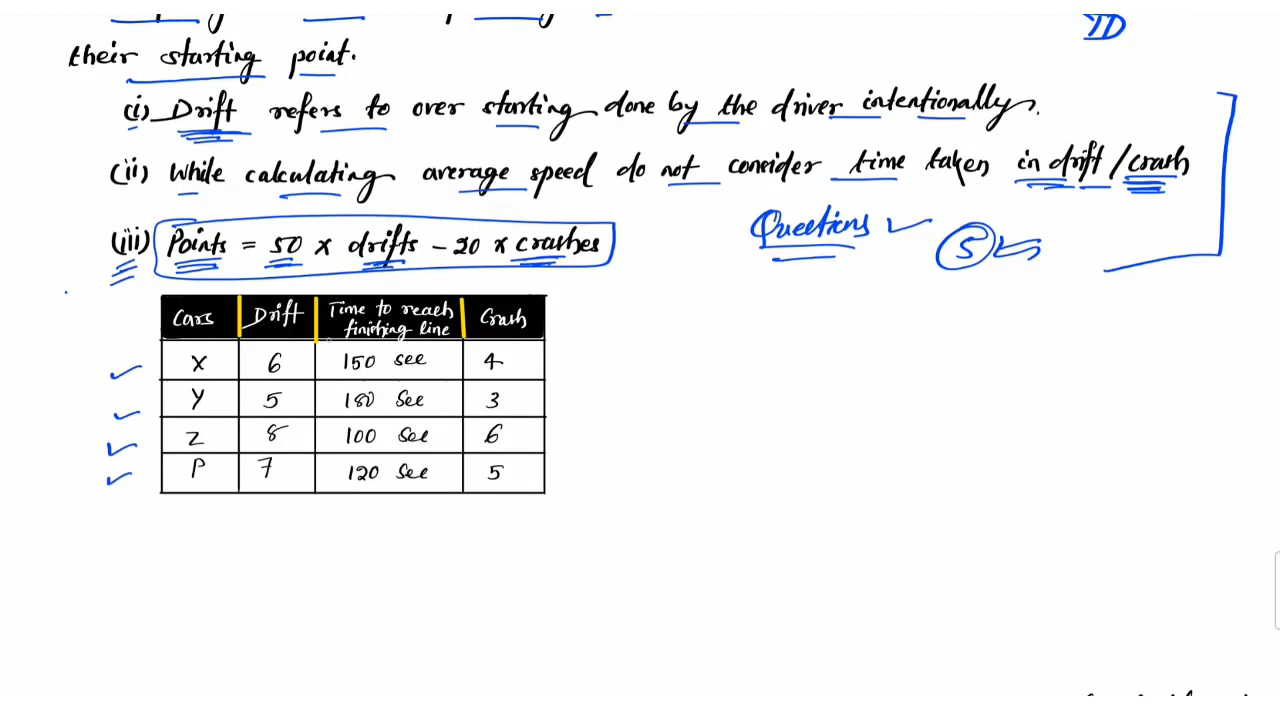 their starting point.
(i) Drift refers to over starting done by the driver intentionally.
(ii) While calculating average speed do not consider time taken in drift / crash
(iii) Points = 50 x drifts - 20 x crashes
Questions
5
Cars Drift Time to reach finishing line Crash
X 6 150 sec 4
Y 5 180 Sec 3
Z 8 100 Sec 6
P 7 120 Sec 5